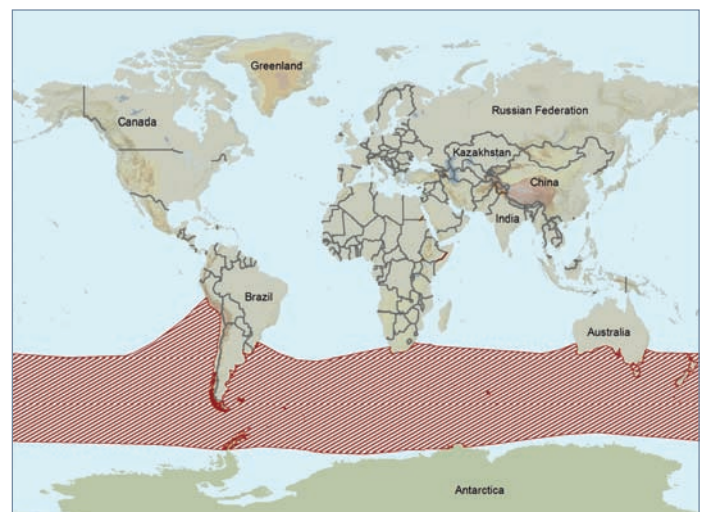 Greenland
Canada
Russian Federation
Kazakhstan
China
India
Brazil
Australia
Antarctica